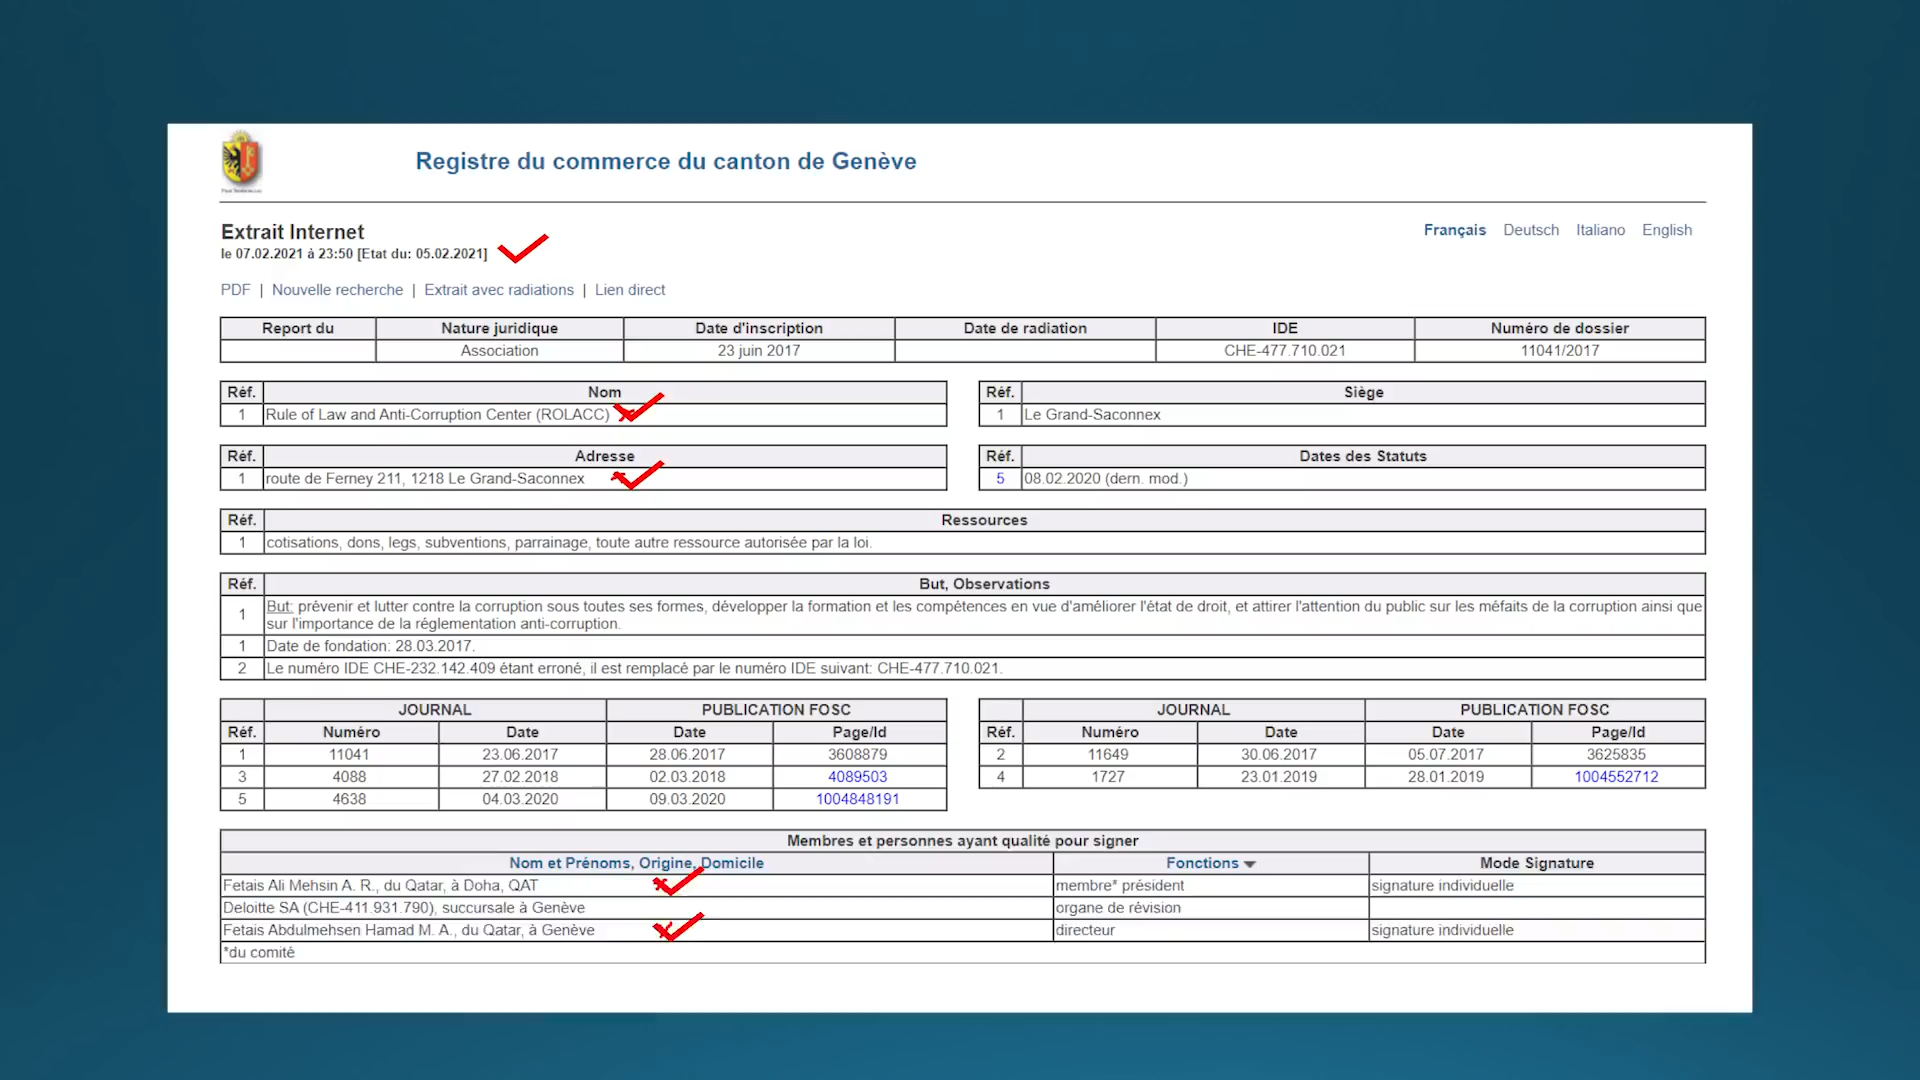 Registre du commerce du canton de Genève
Extrait Internet
le 07.02.2021 à 23:50 [Etat du: 05.02.2021]
Français Deutsch Italiano English
PDF | Nouvelle recherche | Extrait avec radiations | Lien direct
Report du Nature juridique Date d'inscription Date de radiation IDE Numéro de dossier
Association 23 juin 2017 CHE-477.710.021 11041/2017
Réf. Nom
1 Rule of Law and Anti-Corruption Center (ROLACC)
Réf. Siège
1 Le Grand-Saconnex
Réf. Adresse
1 route de Ferney 211, 1218 Le Grand-Saconnex
Réf. Dates des Statuts
5 08.02.2020 (dern. mod.)
Réf. Ressources
1 cotisations, dons, legs, subventions, parrainage, toute autre ressource autorisée par la loi.
Réf. But, Observations
1 But: prévenir et lutter contre la corruption sous toutes ses formes, développer la formation et les compétences en vue d'améliorer l'état de droit, et attirer l'attention du public sur les méfaits de la corruption ainsi que
sur l'importance de la réglementation anti-corruption.
1 Date de fondation: 28.03.2017.
2 Le numéro IDE CHE-232.142.409 étant erroné, il est remplacé par le numéro IDE suivant: CHE-477.710.021.
JOURNAL PUBLICATION FOSC
Réf. Numéro Date Date Page/Id
1 11041 23.06.2017 28.06.2017 3608879
3 4088 27.02.2018 02.03.2018 4089503
5 4638 04.03.2020 09.03.2020 1004848191
JOURNAL PUBLICATION FOSC
Réf. Numéro Date Date Page/Id
2 11649 30.06.2017 05.07.2017 3625835
4 1727 23.01.2019 28.01.2019 1004552712
Membres et personnes ayant qualité pour signer
Nom et Prénoms, Origine, Domicile Fonctions Mode Signature
Fetais Ali Mehsin A. R., du Qatar, à Doha, QAT membre* président signature individuelle
Deloitte SA (CHE-411.931.790), succursale à Genève organe de révision
Fetais Abdulmehsen Hamad M. A., du Qatar, à Genève directeur signature individuelle
*du comité